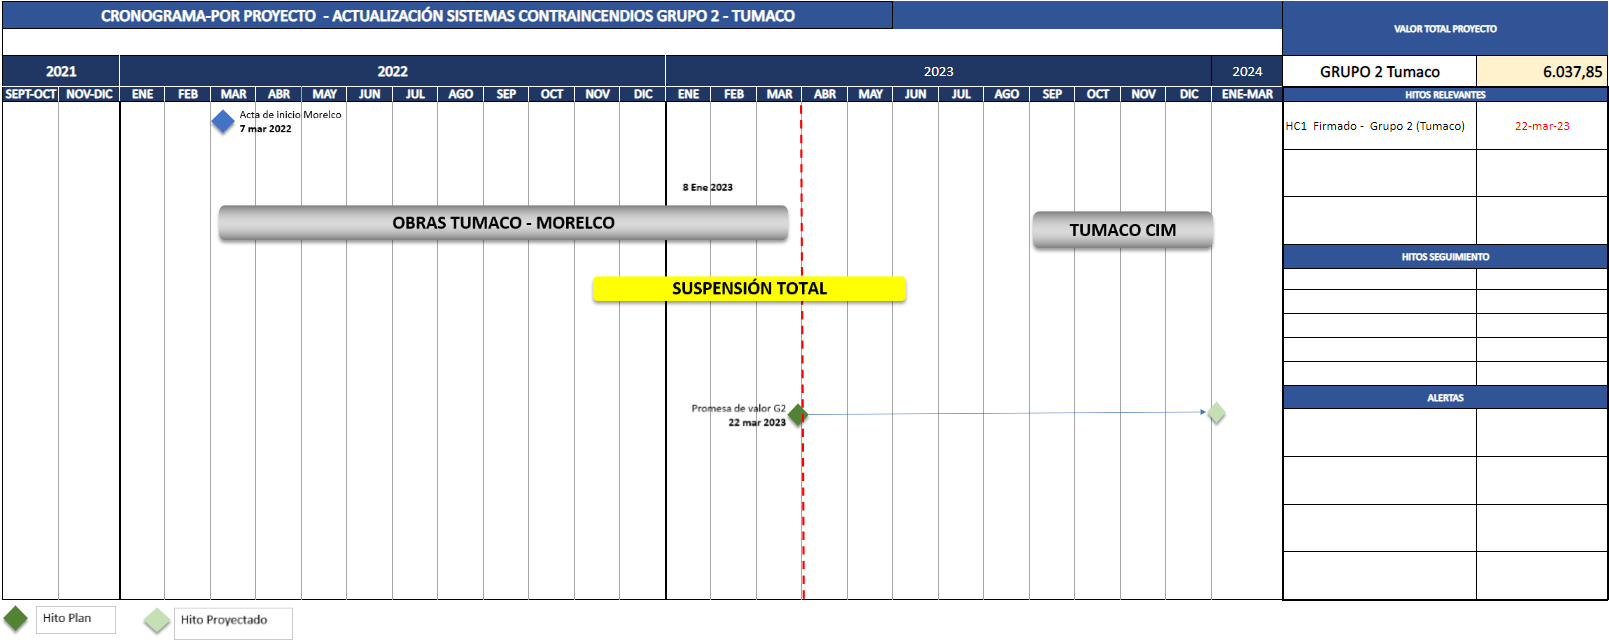 CRONOGRAMA-POR PROYECTO - ACTUALIZACIÓN SISTEMAS CONTRAINCENDIOS GRUPO 2 - TUMACO
VALOR TOTAL PROYECTO
2021 2022 2023 2024
GRUPO 2 Tumaco 6.037,85
SEPT-OCT NOV-DIC ENE FEB MAR ABR MAY JUN JUL AGO SEP OCT NOV DIC ENE FEB MAR ABR MAY JUN JUL AGO SEP OCT NOV DIC ENE-MAR
HITOS RELEVANTES
Acta de inicio Morelco
7 mar 2022
HC1 Firmado - Grupo 2 (Tumaco) 22-mar-23
8 Ene 2023
OBRAS TUMACO - MORELCO
TUMACO CIM
HITOS SEGUIMIENTO
SUSPENSIÓN TOTAL
ALERTAS
Promesa de valor G2
22 mar 2023
Hito Plan
Hito Proyectado